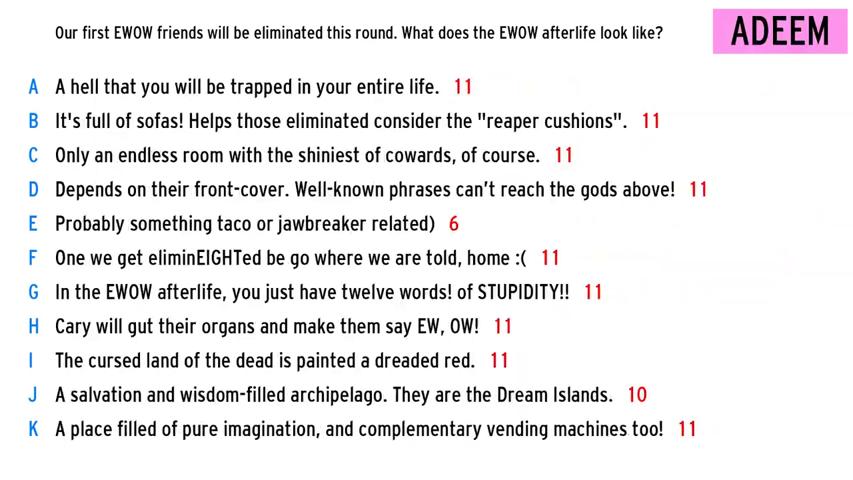 Our first EWOW friends will be eliminated this round. What does the EWOW afterlife look like?
ADEEM
A A hell that you will be trapped in your entire life. 11
B It's full of sofas! Helps those eliminated consider the "reaper cushions". 11
C Only an endless room with the shiniest of cowards, of course. 11
D Depends on their front-cover. Well-known phrases can't reach the gods above! 11
E Probably something taco or jawbreaker related) 6
F One we get eliminEIGHTed be go where we are told, home :( 11
G In the EWOW afterlife, you just have twelve words! of STUPIDITY!! 11
H Cary will gut their organs and make them say EW, OW! 11
I The cursed land of the dead is painted a dreaded red. 11
J A salvation and wisdom-filled archipelago. They are the Dream Islands. 10
K A place filled of pure imagination, and complementary vending machines too! 11